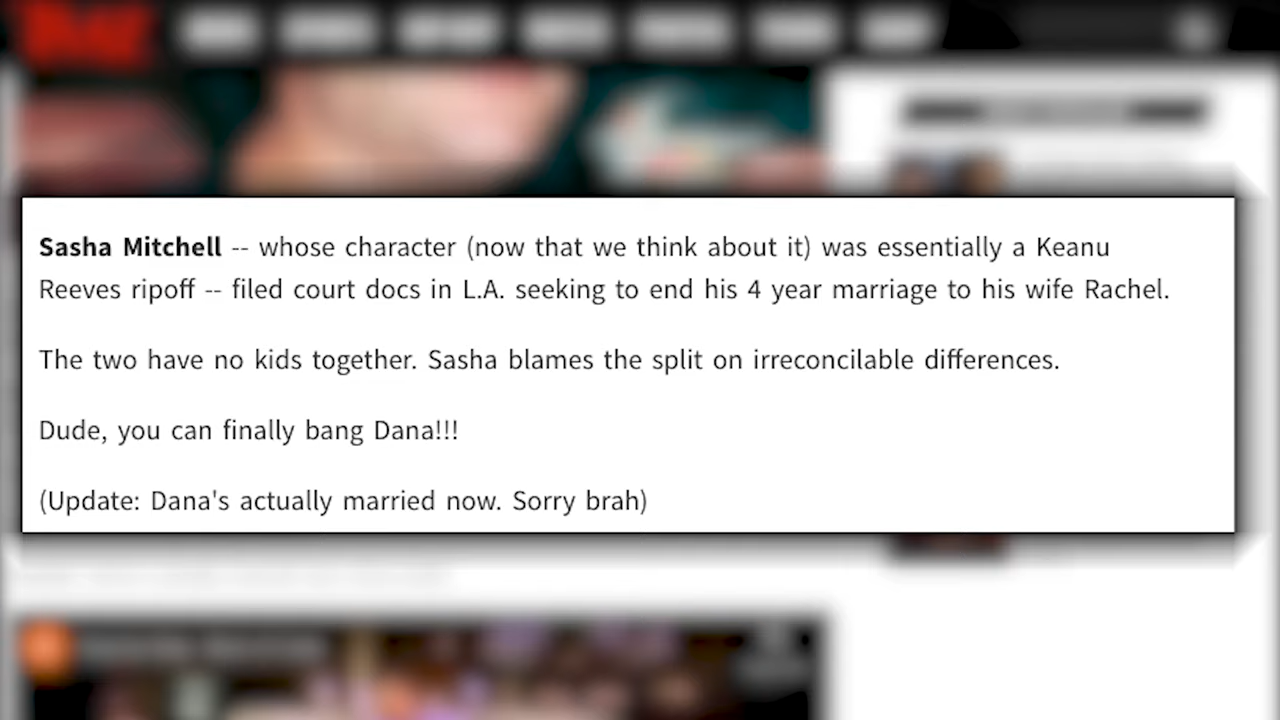 Sasha Mitchell -- whose character (now that we think about it) was essentially a Keanu
Reeves ripoff -- filed court docs in L.A. seeking to end his 4 year marriage to his wife Rachel.
The two have no kids together. Sasha blames the split on irreconcilable differences.
Dude, you can finally bang Dana!!!
(Update: Dana's actually married now. Sorry brah)